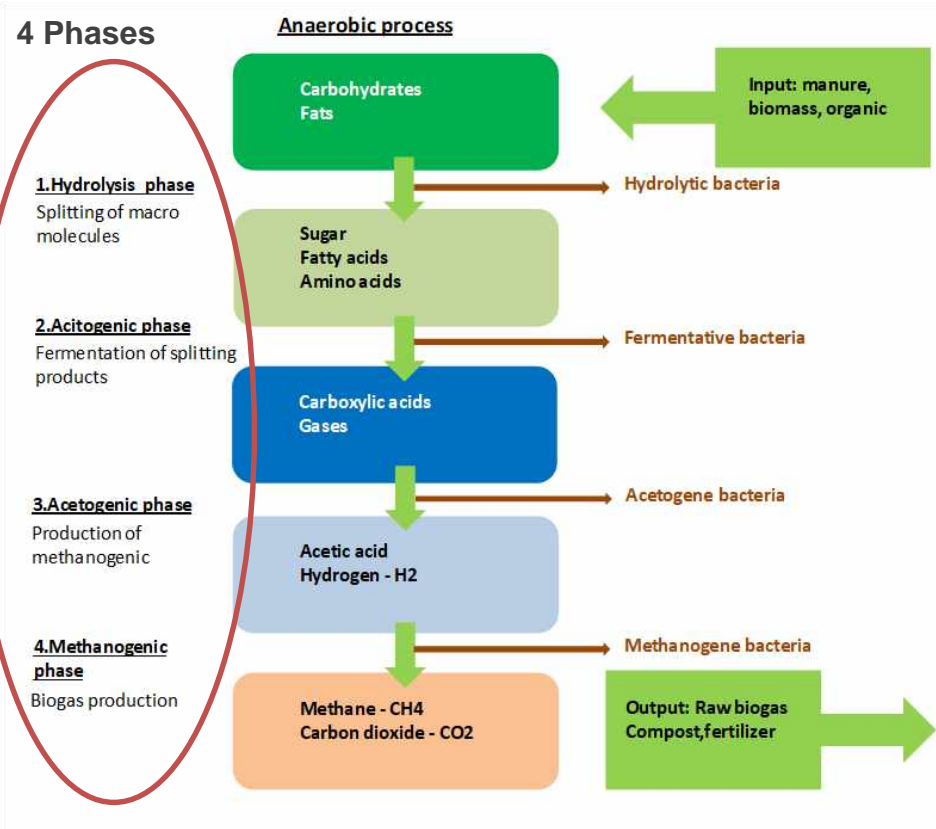 4 Phases
Anaerobic process
Carbohydrates
Fats
Input: manure,
biomass, organic
1.Hydrolysis phase
Splitting of macro
molecules
Hydrolytic bacteria
Sugar
Fatty acids
Amino acids
2.Acitogenic phase
Fermentation of splitting
products
Fermentative bacteria
Carboxylic acids
Gases
3.Acetogenic phase
Production of
methanogenic
Acetogene bacteria
Acetic acid
Hydrogen - H2
4.Methanogenic
phase
Biogas production
Methanogene bacteria
Methane - CH4
Carbon dioxide - CO2
Output: Raw biogas
Compost,fertilizer